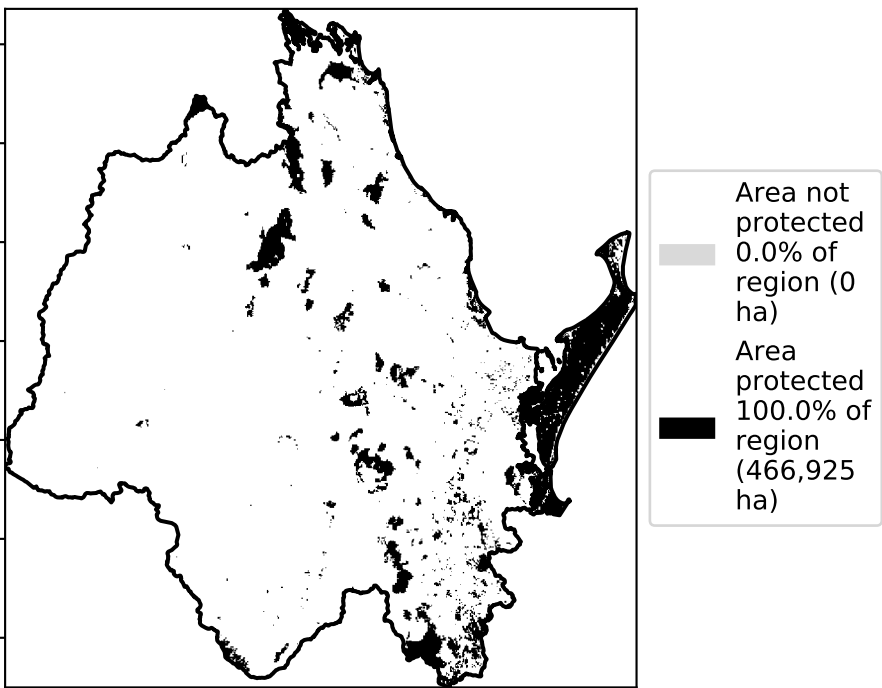 Area not
protected
0.0% of
region (0
ha)
Area
protected
100.0% of
region
(466,925
ha)